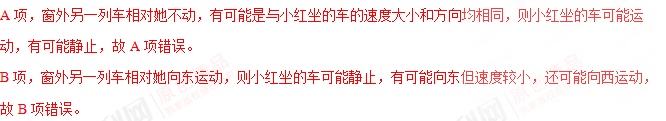 A 项，窗外另一列车相对她不动，有可能是与小红坐的车的速度大小和方向均相同，则小红坐的车可能运
动，有可能静止，故 A 项错误。
B 项，窗外另一列车相对她向东运动，则小红坐的车可能静止，有可能向东但速度较小，还可能向西运动，
故 B 项错误。